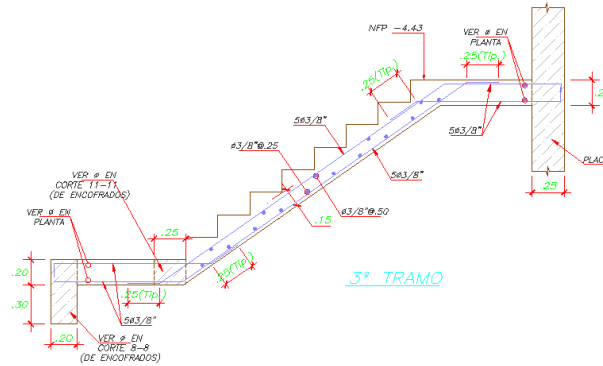 NFP -4.43
VER ø EN
PLANTA
.25(Tip.)
.25(Tip.)
5ø3/8"
5ø3/8"
ø3/8"@.25
5ø3/8"
PLAC
.25
VER ø EN
CORTE 11-11
(DE ENCOFRADOS)
VER ø EN
PLANTA
.25
ø3/8"@.50
.15
.20
.25(Tip.)
.25(Tip.)
3° TRAMO
.30
5ø3/8"
.20
VER ø EN
CORTE 8-8
(DE ENCOFRADOS)